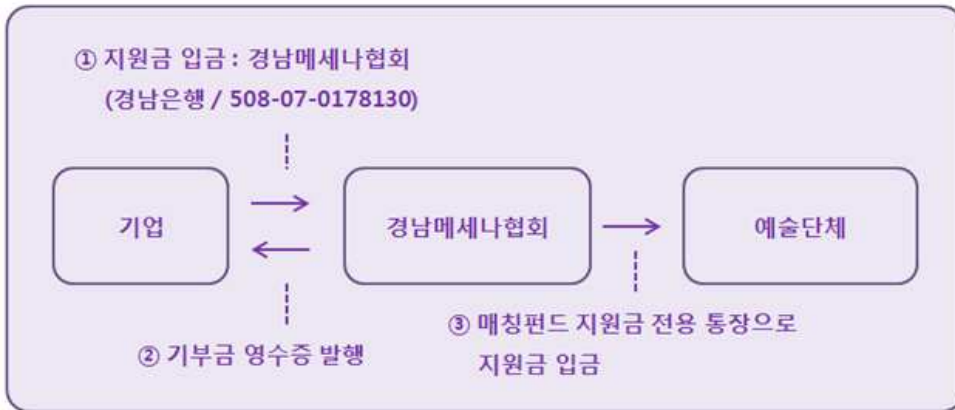 ① 지원금 입금 : 경남메세나협회
(경남은행 / 508-07-0178130)
기업
경남메세나협회
예술단체
② 기부금 영수증 발행
③ 매칭펀드 지원금 전용 통장으로
지원금 입금